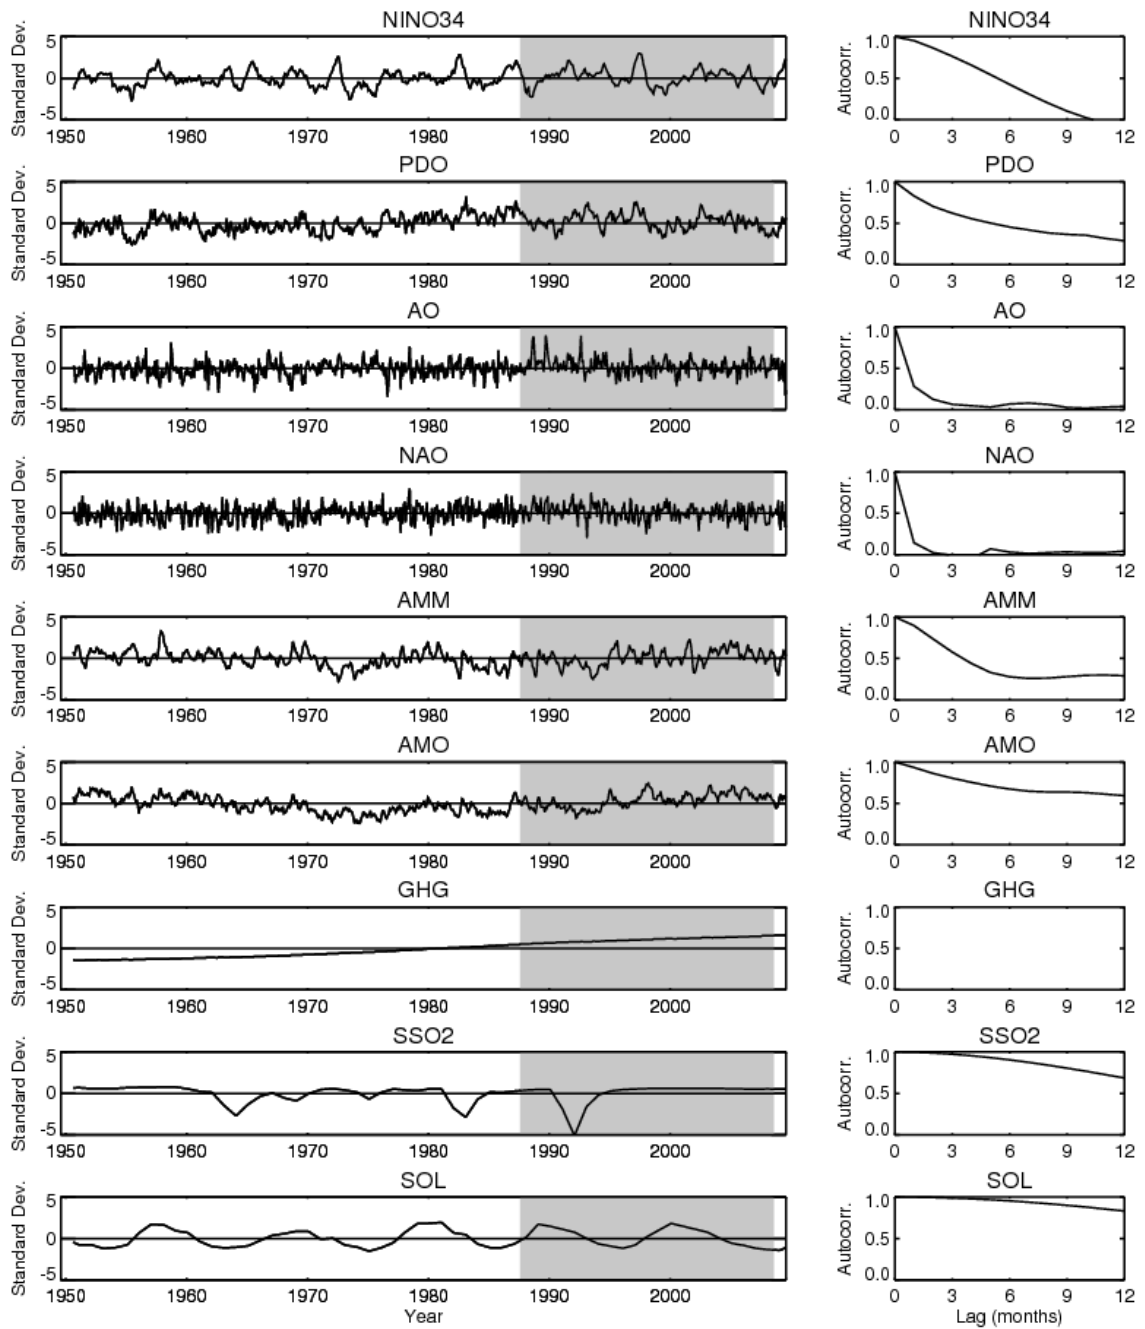 NINO34 NINO34
Standard Dev. 5 0 -5 Autocorr. 1.0 0.5 0.0
1950 1960 1970 1980 1990 2000 0 3 6 9 12
PDO PDO
Standard Dev. 5 0 -5 Autocorr. 1.0 0.5 0.0
1950 1960 1970 1980 1990 2000 0 3 6 9 12
AO AO
Standard Dev. 5 0 -5 Autocorr. 1.0 0.5 0.0
1950 1960 1970 1980 1990 2000 0 3 6 9 12
NAO NAO
Standard Dev. 5 0 -5 Autocorr. 1.0 0.5 0.0
1950 1960 1970 1980 1990 2000 0 3 6 9 12
AMM AMM
Standard Dev. 5 0 -5 Autocorr. 1.0 0.5 0.0
1950 1960 1970 1980 1990 2000 0 3 6 9 12
AMO AMO
Standard Dev. 5 0 -5 Autocorr. 1.0 0.5 0.0
1950 1960 1970 1980 1990 2000 0 3 6 9 12
GHG GHG
Standard Dev. 5 0 -5 Autocorr. 1.0 0.5 0.0
1950 1960 1970 1980 1990 2000 0 3 6 9 12
SSO2 SSO2
Standard Dev. 5 0 -5 Autocorr. 1.0 0.5 0.0
1950 1960 1970 1980 1990 2000 0 3 6 9 12
SOL SOL
Standard Dev. 5 0 -5 Autocorr. 1.0 0.5 0.0
1950 1960 1970 1980 1990 2000 0 3 6 9 12
Year Lag (months)